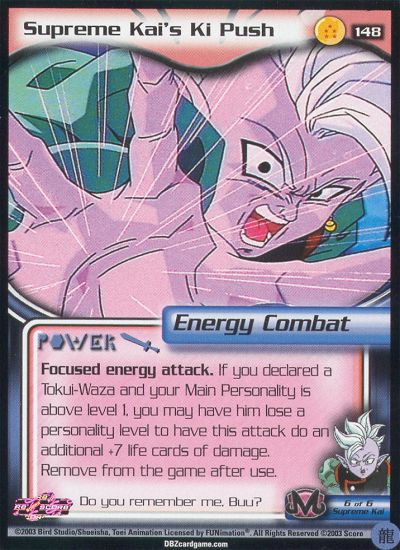 Supreme Kai's Ki Push
148
Energy Combat
POWER
Focused energy attack. If you declared a
Tokui-Waza and your Main Personality is
above level 1, you may have him lose a
personality level to have this attack do an
additional +7 life cards of damage.
Remove from the game after use.
Do you remember me, Buu?
M
6 of 6
Supreme Kai
©2003 Bird Studio/Shueisha, Toei Animation Licensed by FUNimation®. All Rights Reserved ©2003 Score
DBZcardgame.com
龍